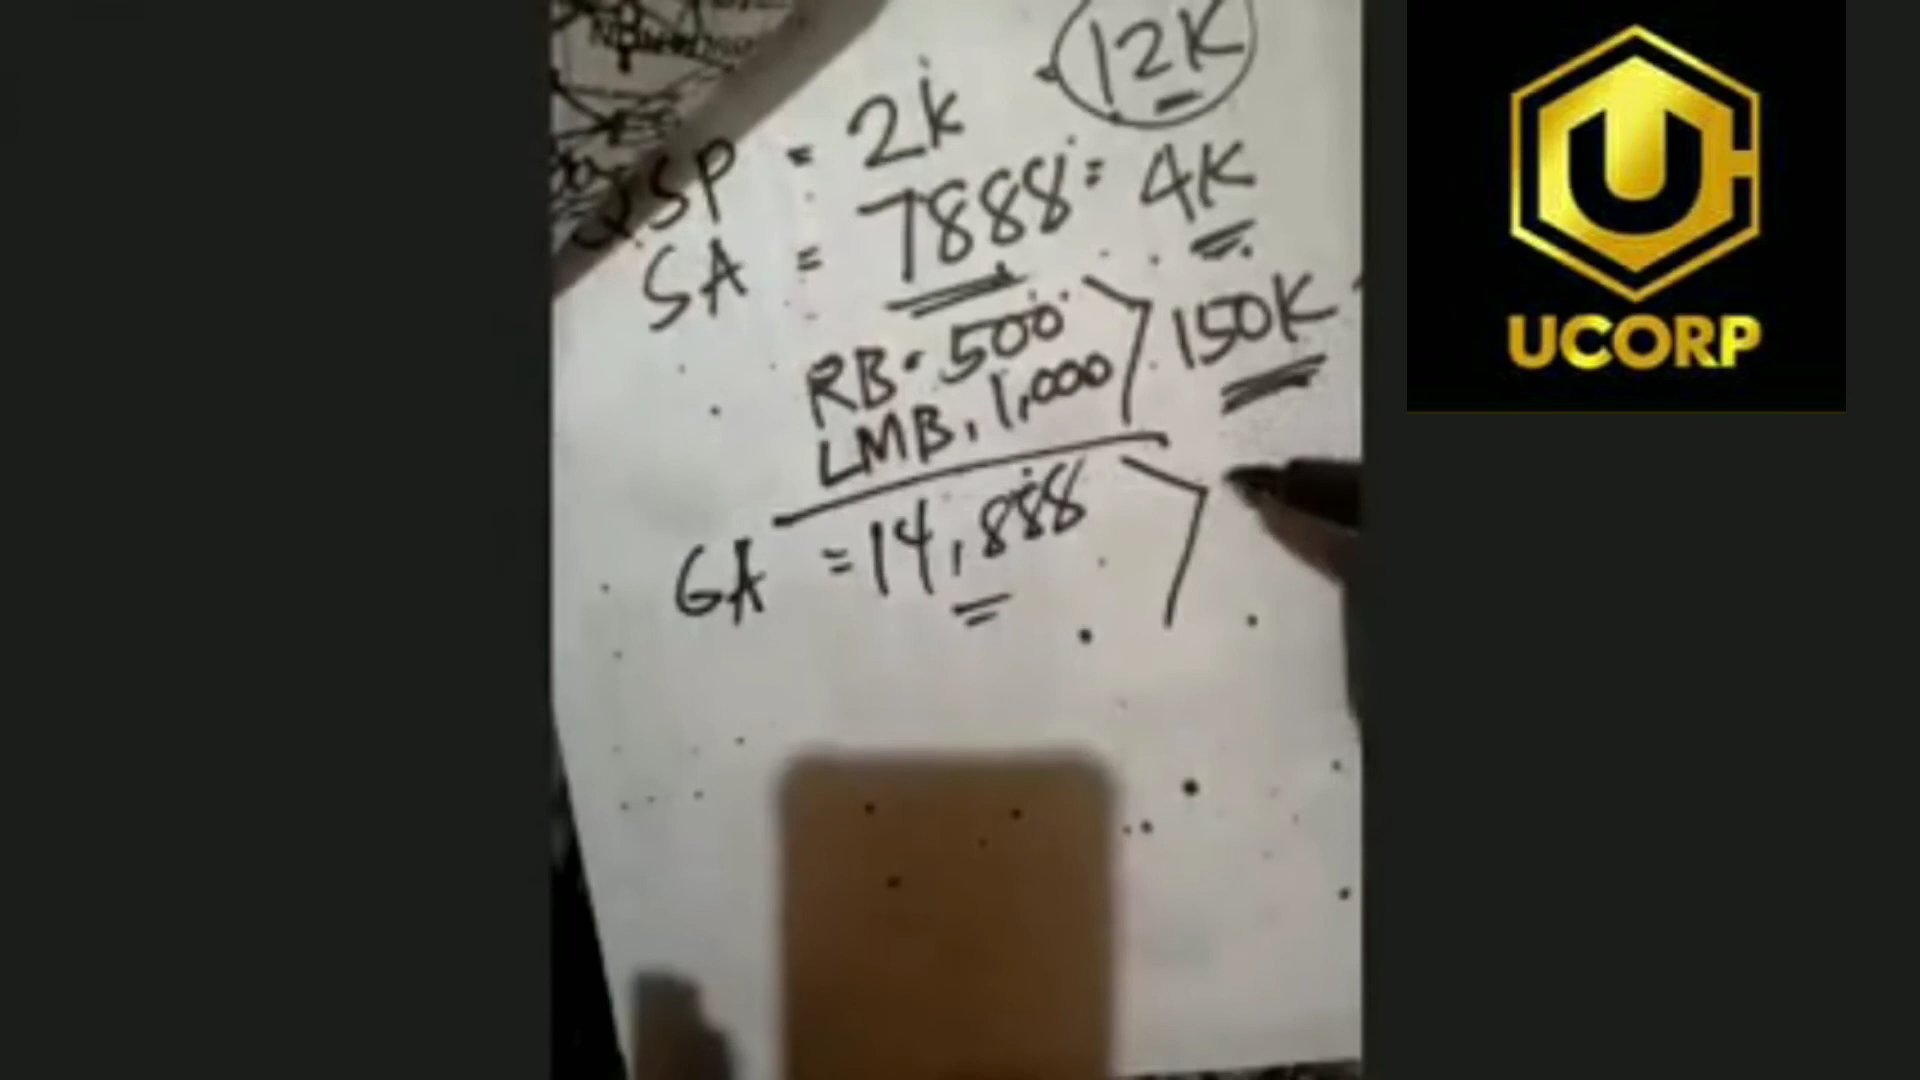 12K
SP = 2k
SA = 7888 = 4K
RB. 500
LMB. 1,000
150K
GA = 14,888
UCORP